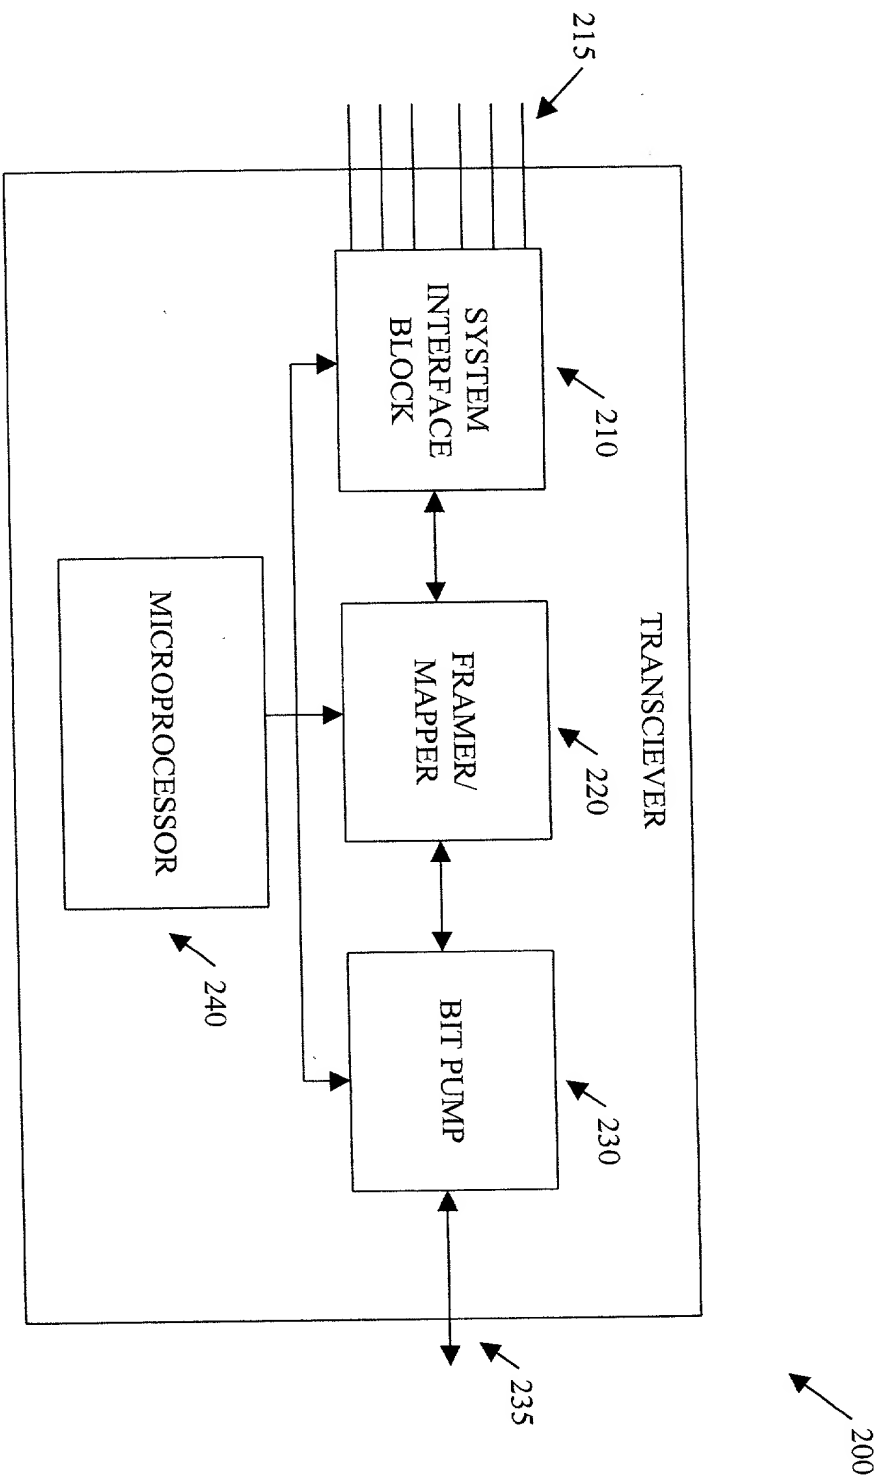 200
TRANSCIEVER
215
210
220
230
235
SYSTEM
INTERFACE
BLOCK
FRAMER/
MAPPER
BIT PUMP
240
MICROPROCESSOR